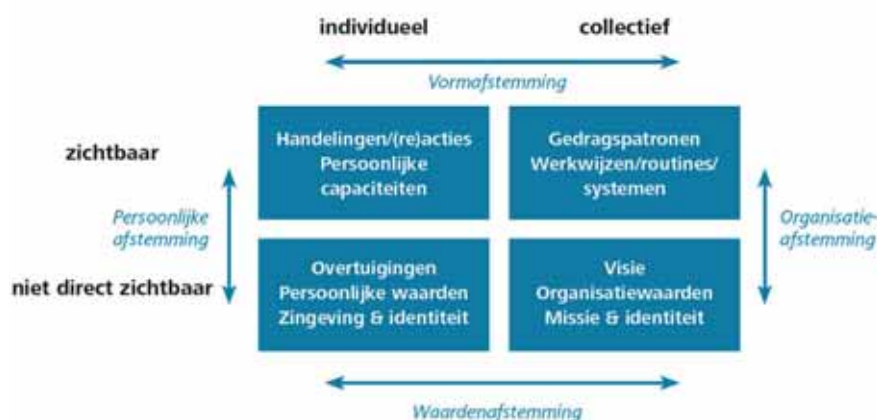 individueel collectief
Vormafstemming
zichtbaar
Handelingen/(re)acties
Persoonlijke
capaciteiten
Gedragspatronen
Werkwijzen/routines/
systemen
Persoonlijke
afstemming
Organisatie-
afstemming
niet direct zichtbaar
Overtuigingen
Persoonlijke waarden
Zingeving & identiteit
Visie
Organisatiewaarden
Missie & identiteit
Waardenafstemming